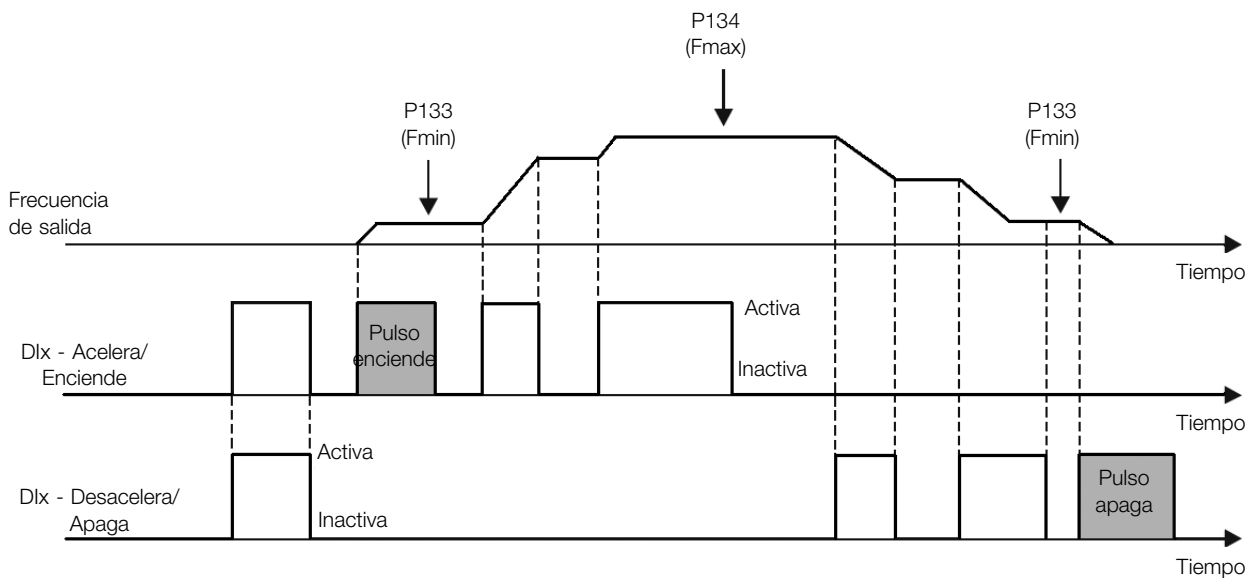 P134
(Fmax)
P133
(Fmin)
P133
(Fmin)
Frecuencia
de salida
Tiempo
DIx - Acelera/
Enciende
Pulso
enciende
Activa
Inactiva
Tiempo
DIx - Desacelera/
Apaga
Activa
Inactiva
Pulso
apaga
Tiempo